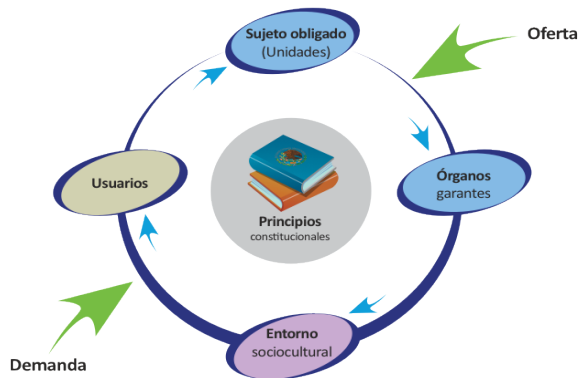 Sujeto obligado
(Unidades)
Oferta
Usuarios
Órganos
garantes
Principios
constitucionales
Entorno
sociocultural
Demanda